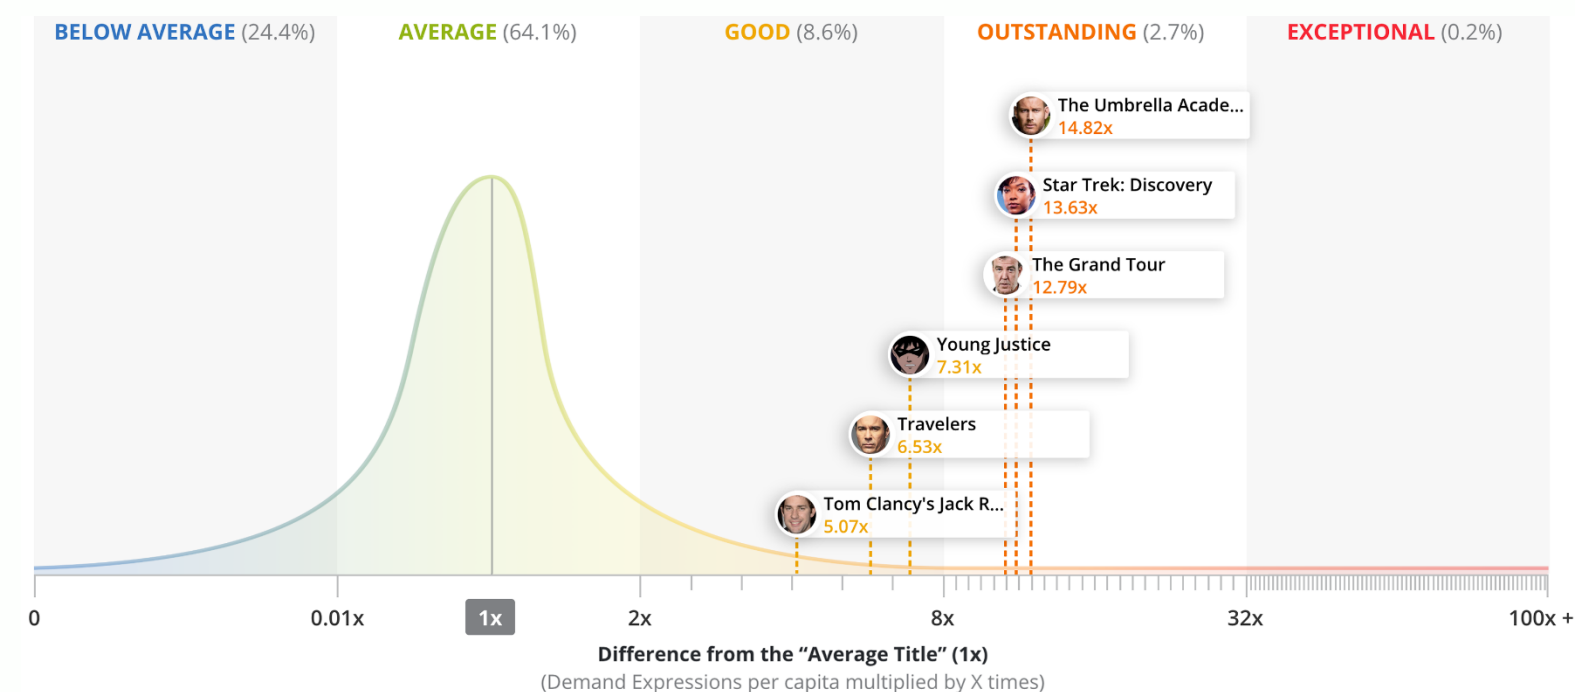 BELOW AVERAGE (24.4%) AVERAGE (64.1%) GOOD (8.6%) OUTSTANDING (2.7%) EXCEPTIONAL (0.2%)
The Umbrella Acade...
14.82x
Star Trek: Discovery
13.63x
The Grand Tour
12.79x
Young Justice
7.31x
Travelers
6.53x
Tom Clancy's Jack R...
5.07x
0 0.01x 1x 2x 8x 32x 100x +
Difference from the “Average Title” (1x)
(Demand Expressions per capita multiplied by X times)